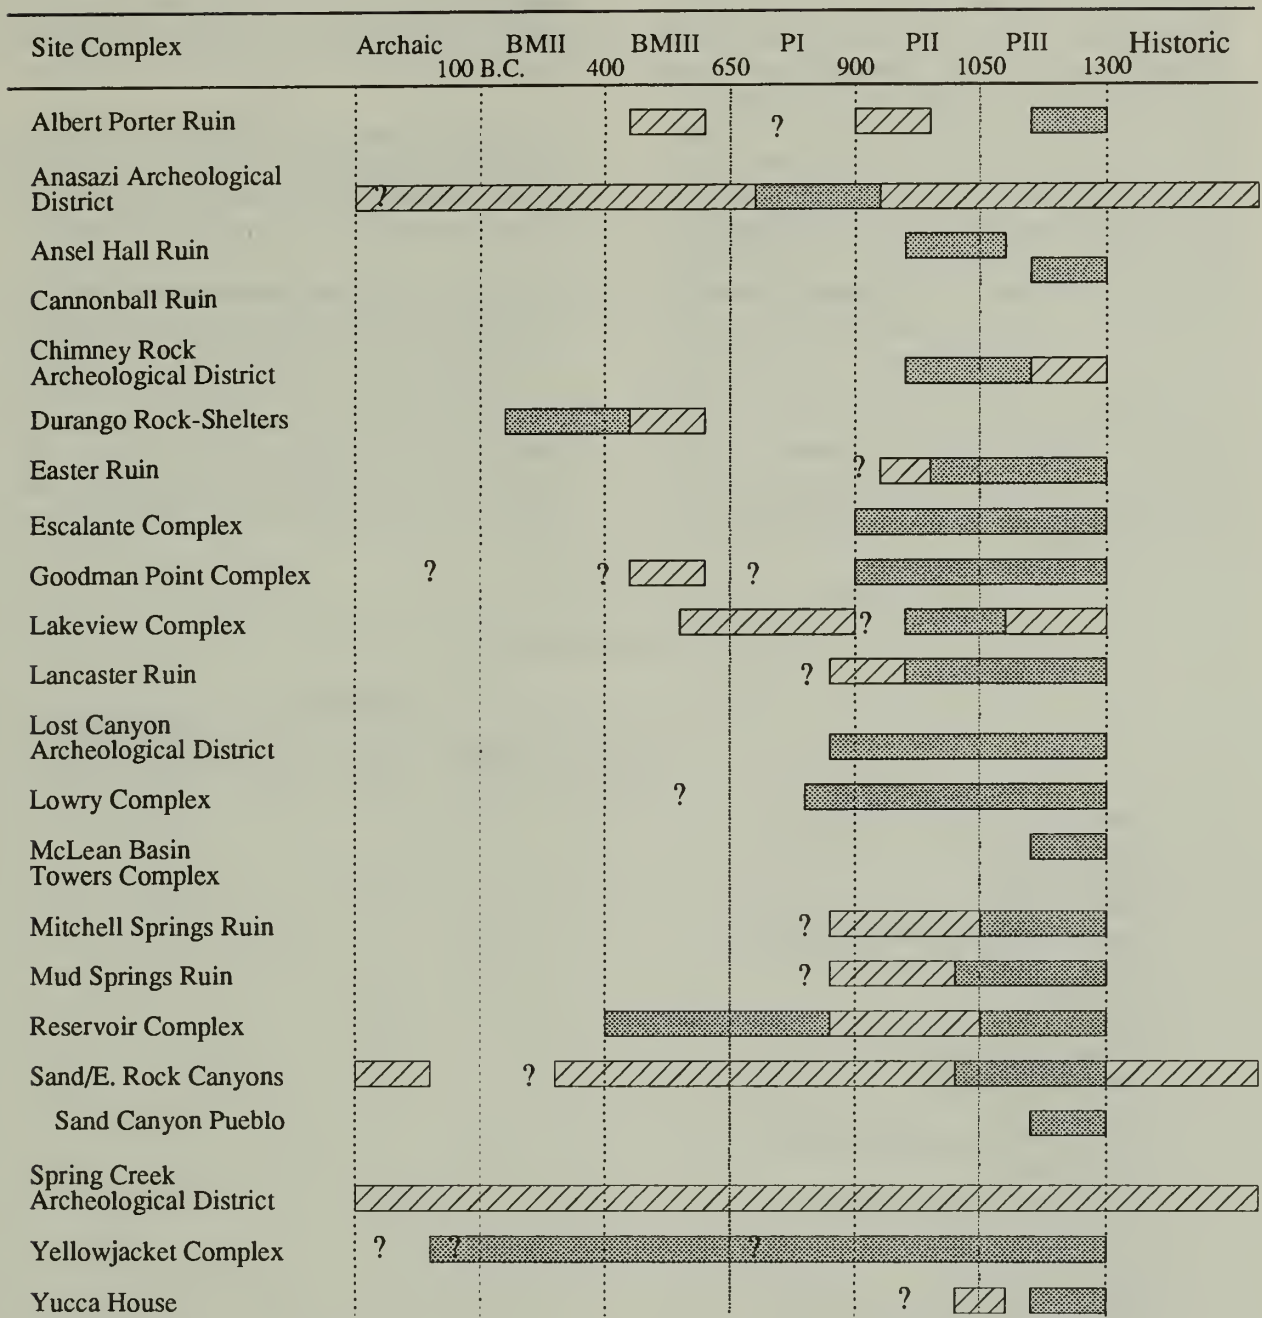 Site Complex Archaic BMII BMIII PI PII PIII Historic
100 B.C. 400 650 900 1050 1300
Albert Porter Ruin ?
Anasazi Archeological
District ?
Ansel Hall Ruin
Cannonball Ruin
Chimney Rock
Archeological District
Durango Rock-Shelters
Easter Ruin ?
Escalante Complex
Goodman Point Complex ? ? ?
Lakeview Complex ?
Lancaster Ruin ?
Lost Canyon
Archeological District
Lowry Complex ?
McLean Basin
Towers Complex
Mitchell Springs Ruin ?
Mud Springs Ruin ?
Reservoir Complex
Sand/E. Rock Canyons ?
Sand Canyon Pueblo
Spring Creek
Archeological District
Yellowjacket Complex ? ? ?
Yucca House ?